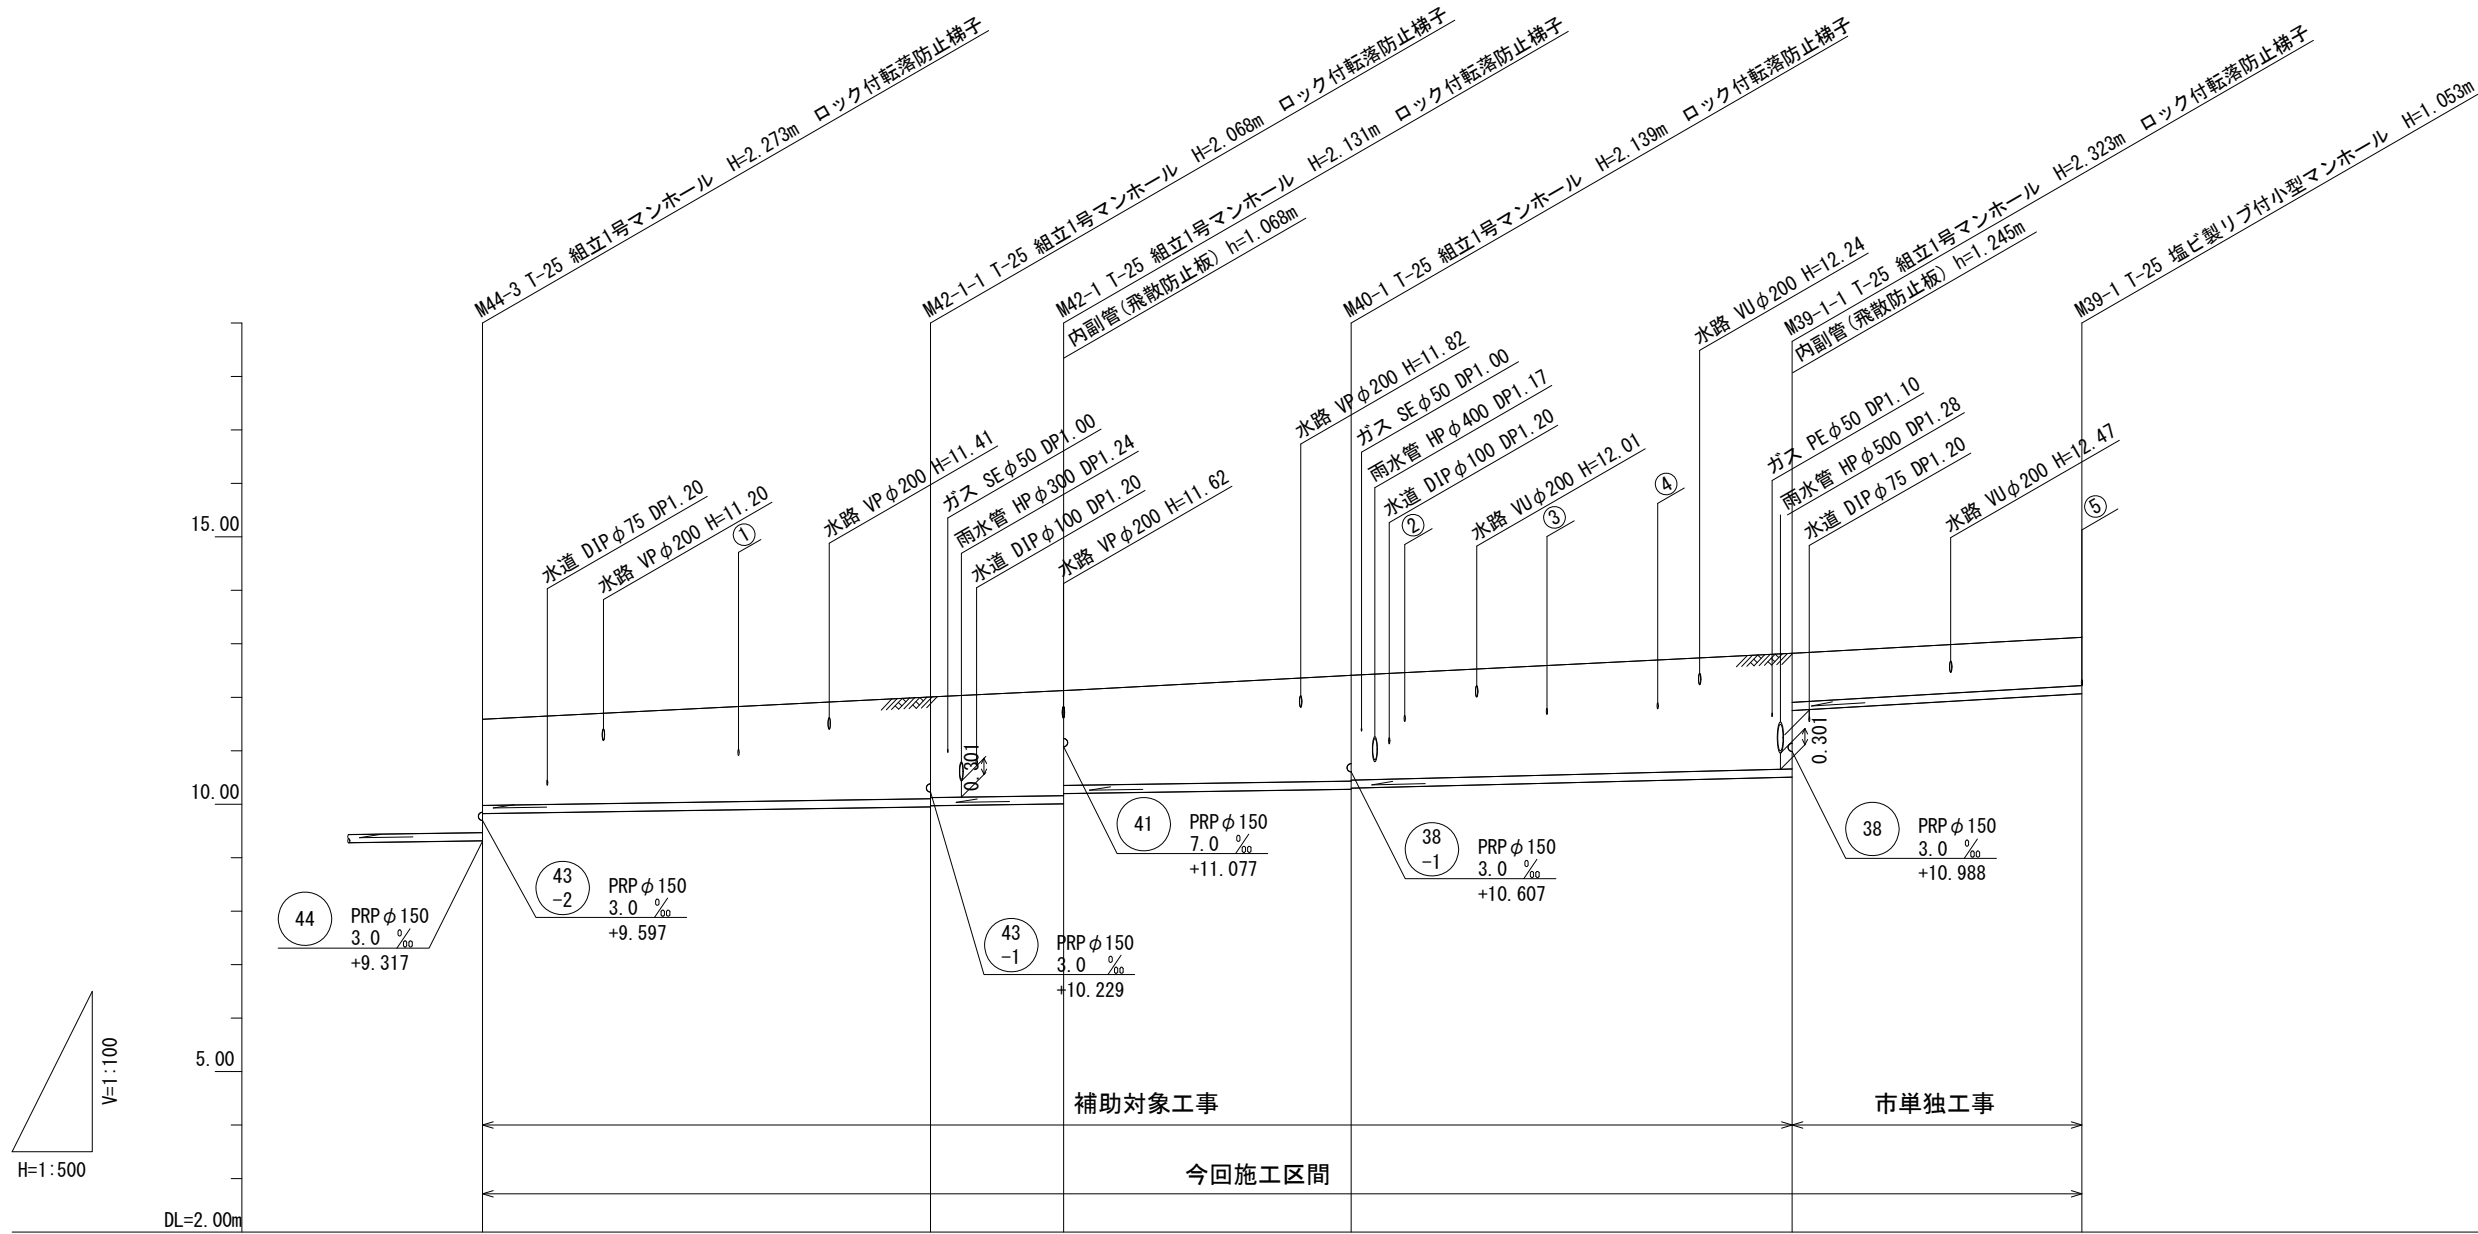 M44-3 T-25 組立1号マンホール H=2.273m ロック付転落防止梯子
M42-1-1 T-25 組立1号マンホール H=2.068m ロック付転落防止梯子
M42-1 T-25 組立1号マンホール H=2.131m ロック付転落防止梯子
内副管(飛散防止板) h=1.068m
M40-1 T-25 組立1号マンホール H=2.139m ロック付転落防止梯子
M39-1-1 T-25 組立1号マンホール H=2.323m ロック付転落防止梯子
内副管(飛散防止板) h=1.245m
M39-1 T-25 塩ビ製リブ付小型マンホール H=1.053m
水道 DIPφ75 DP1.20
水路 VPφ200 H=11.20
①
水路 VPφ200 H=11.41
ガス SEφ50 DP1.00
雨水管 HPφ300 DP1.24
水道 DIPφ100 DP1.20
水路 VPφ200 H=11.62
水路 VPφ200 H=11.82
ガス SEφ50 DP1.00
雨水管 HPφ400 DP1.17
水道 DIPφ100 DP1.20
②
水路 VUφ200 H=12.01
③
④
水路 VUφ200 H=12.24
ガス PEφ50 DP1.10
雨水管 HPφ500 DP1.28
水道 DIPφ75 DP1.20
水路 VUφ200 H=12.47
⑤
15.00
10.00
5.00
DL=2.00m
0.301
0.301
44
PRPφ150
3.0 ‰
+9.317
43
-2
PRPφ150
3.0 ‰
+9.597
43
-1
PRPφ150
3.0 ‰
+10.229
41
PRPφ150
7.0 ‰
+11.077
38
-1
PRPφ150
3.0 ‰
+10.607
38
PRPφ150
3.0 ‰
+10.988
V=1:100
H=1:500
補助対象工事
市単独工事
今回施工区間